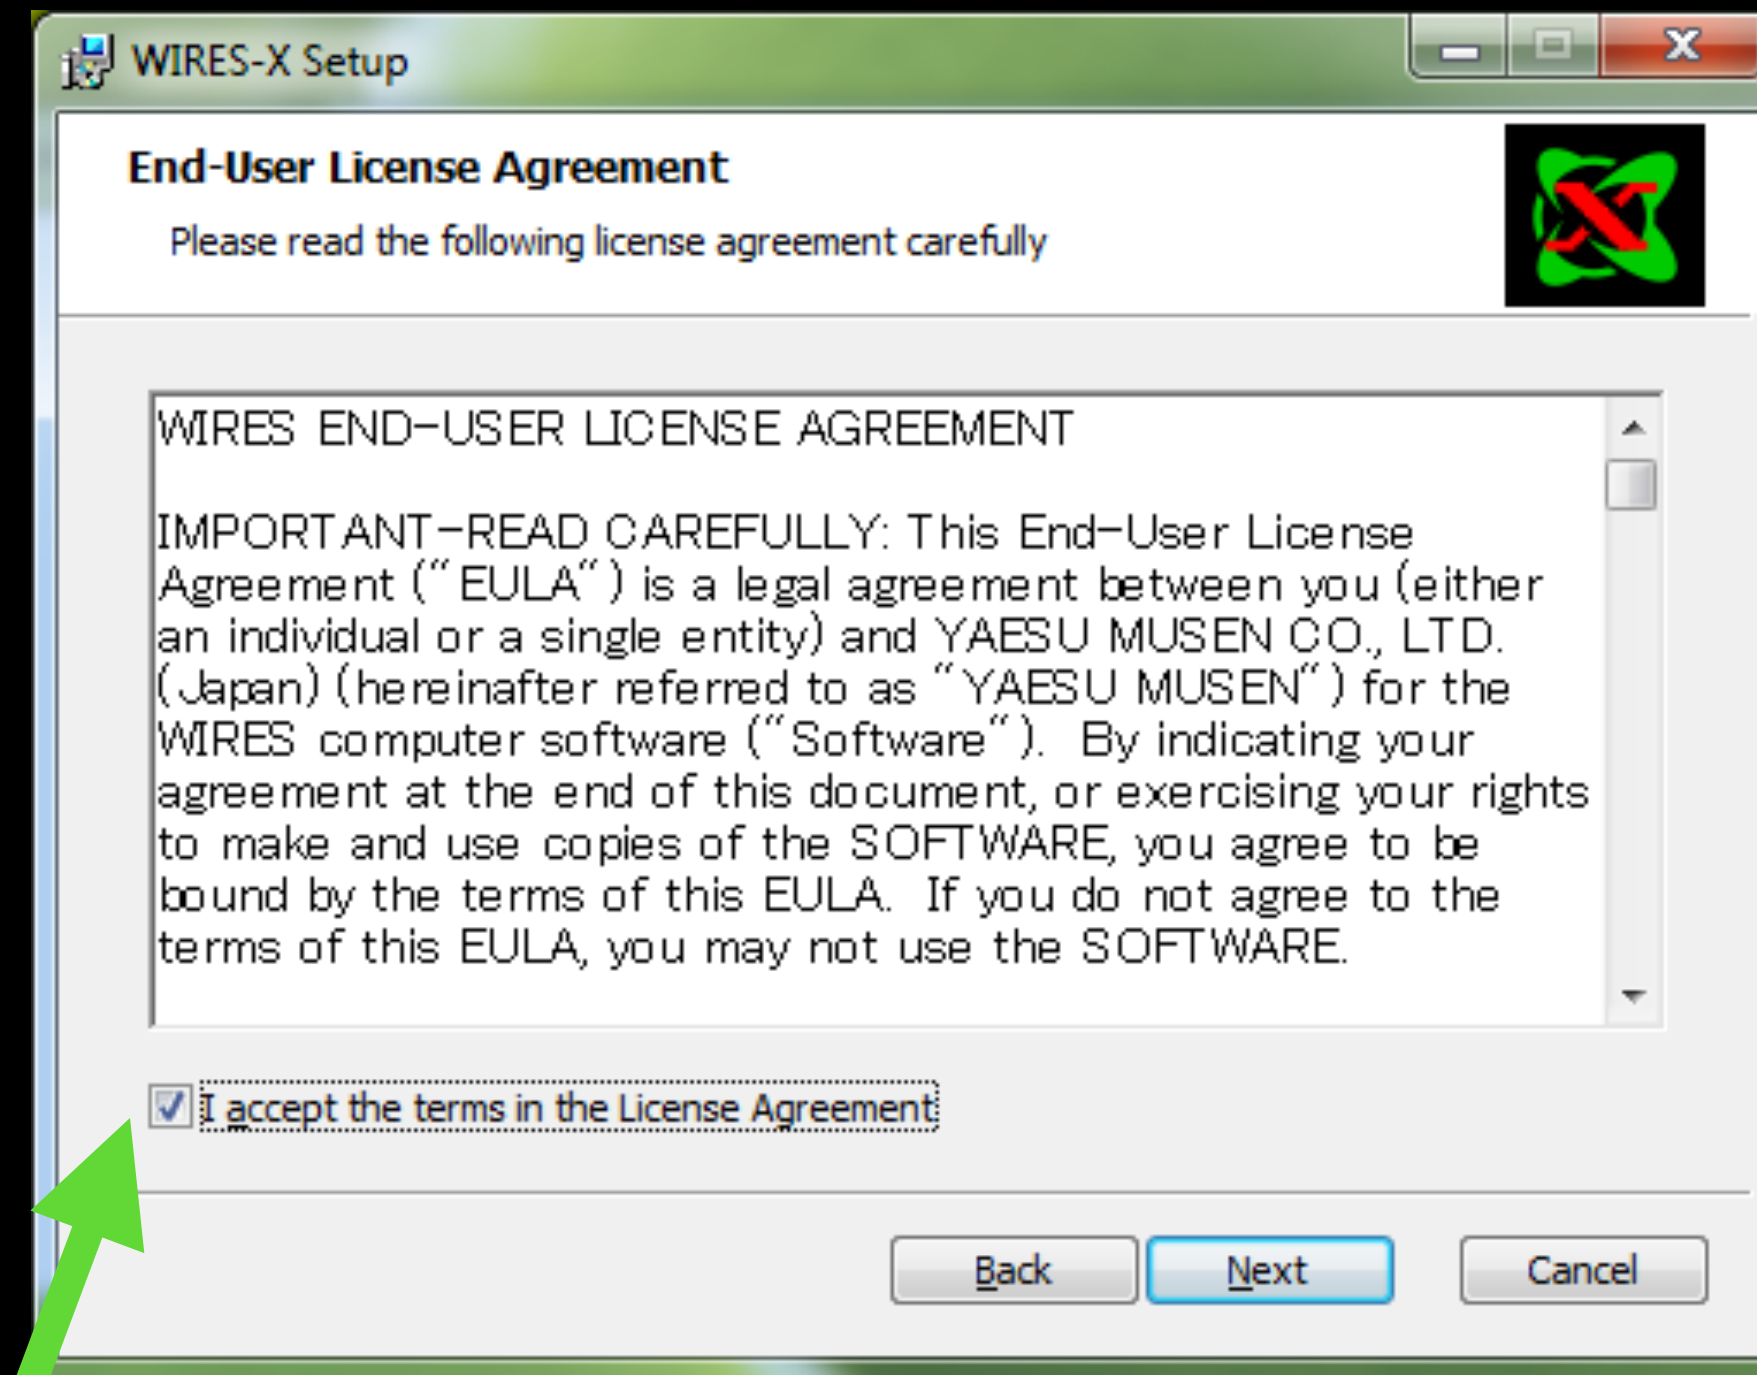 WIRES-X Setup
End-User License Agreement
Please read the following license agreement carefully
X
WIRES END-USER LICENSE AGREEMENT
IMPORTANT-READ CAREFULLY: This End-User License
Agreement ("EULA") is a legal agreement between you (either
an individual or a single entity) and YAESU MUSEN CO., LTD.
(Japan) (hereinafter referred to as "YAESU MUSEN") for the
WIRES computer software ("Software").  By indicating your
agreement at the end of this document, or exercising your rights
to make and use copies of the SOFTWARE, you agree to be
bound by the terms of this EULA.  If you do not agree to the
terms of this EULA, you may not use the SOFTWARE.
I accept the terms in the License Agreement
Back
Next
Cancel